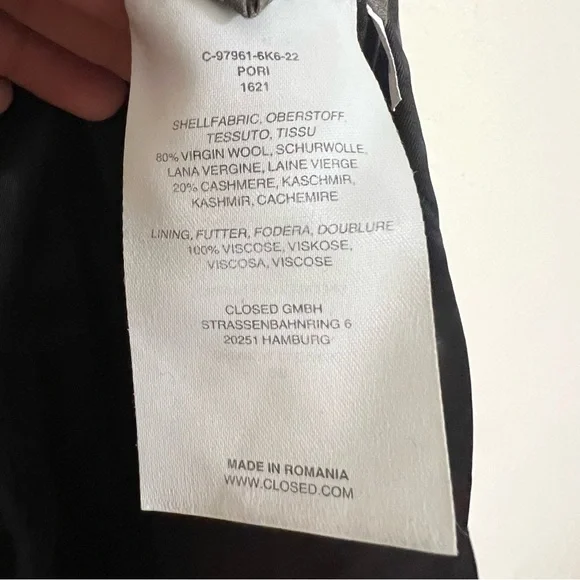 C-97961-6K6-22
PORI
1621
SHELLFABRIC, OBERSTOFF,
TESSUTO, TISSU
80% VIRGIN WOOL, SCHURWOLLE,
LANA VERGINE, LAINE VIERGE
20% CASHMERE, KASCHMIR,
KASHMIR, CACHEMIRE
LINING, FUTTER, FODERA, DOUBLURE
100% VISCOSE, VISKOSE,
VISCOSA, VISCOSE
CLOSED GMBH
STRASSENBAHNRING 6
20251 HAMBURG
MADE IN ROMANIA
WWW.CLOSED.COM